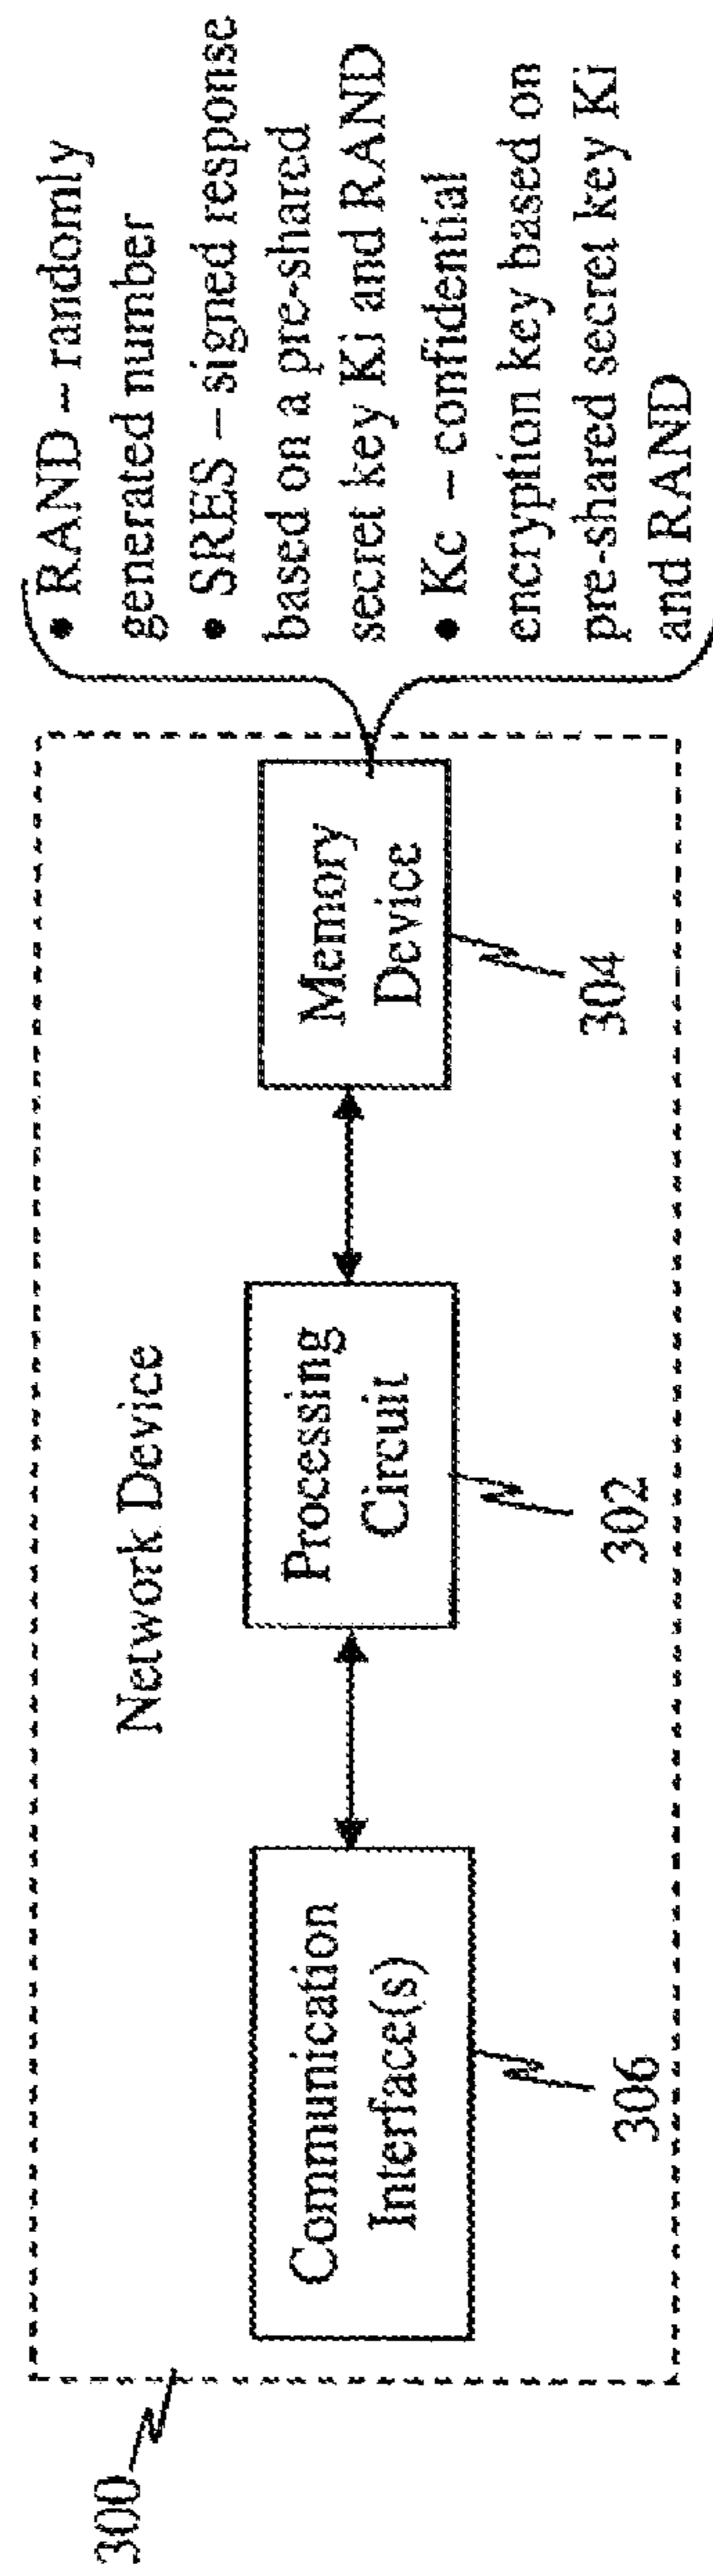 300
Network Device
Communication
Interface(s)
306
Processing
Circuit
302
Memory
Device
304
• RAND – randomly
generated number
• SRES – signed response
based on a pre-shared
secret key Ki and RAND
• Kc – confidential
encryption key based on
pre-shared secret key Ki
and RAND